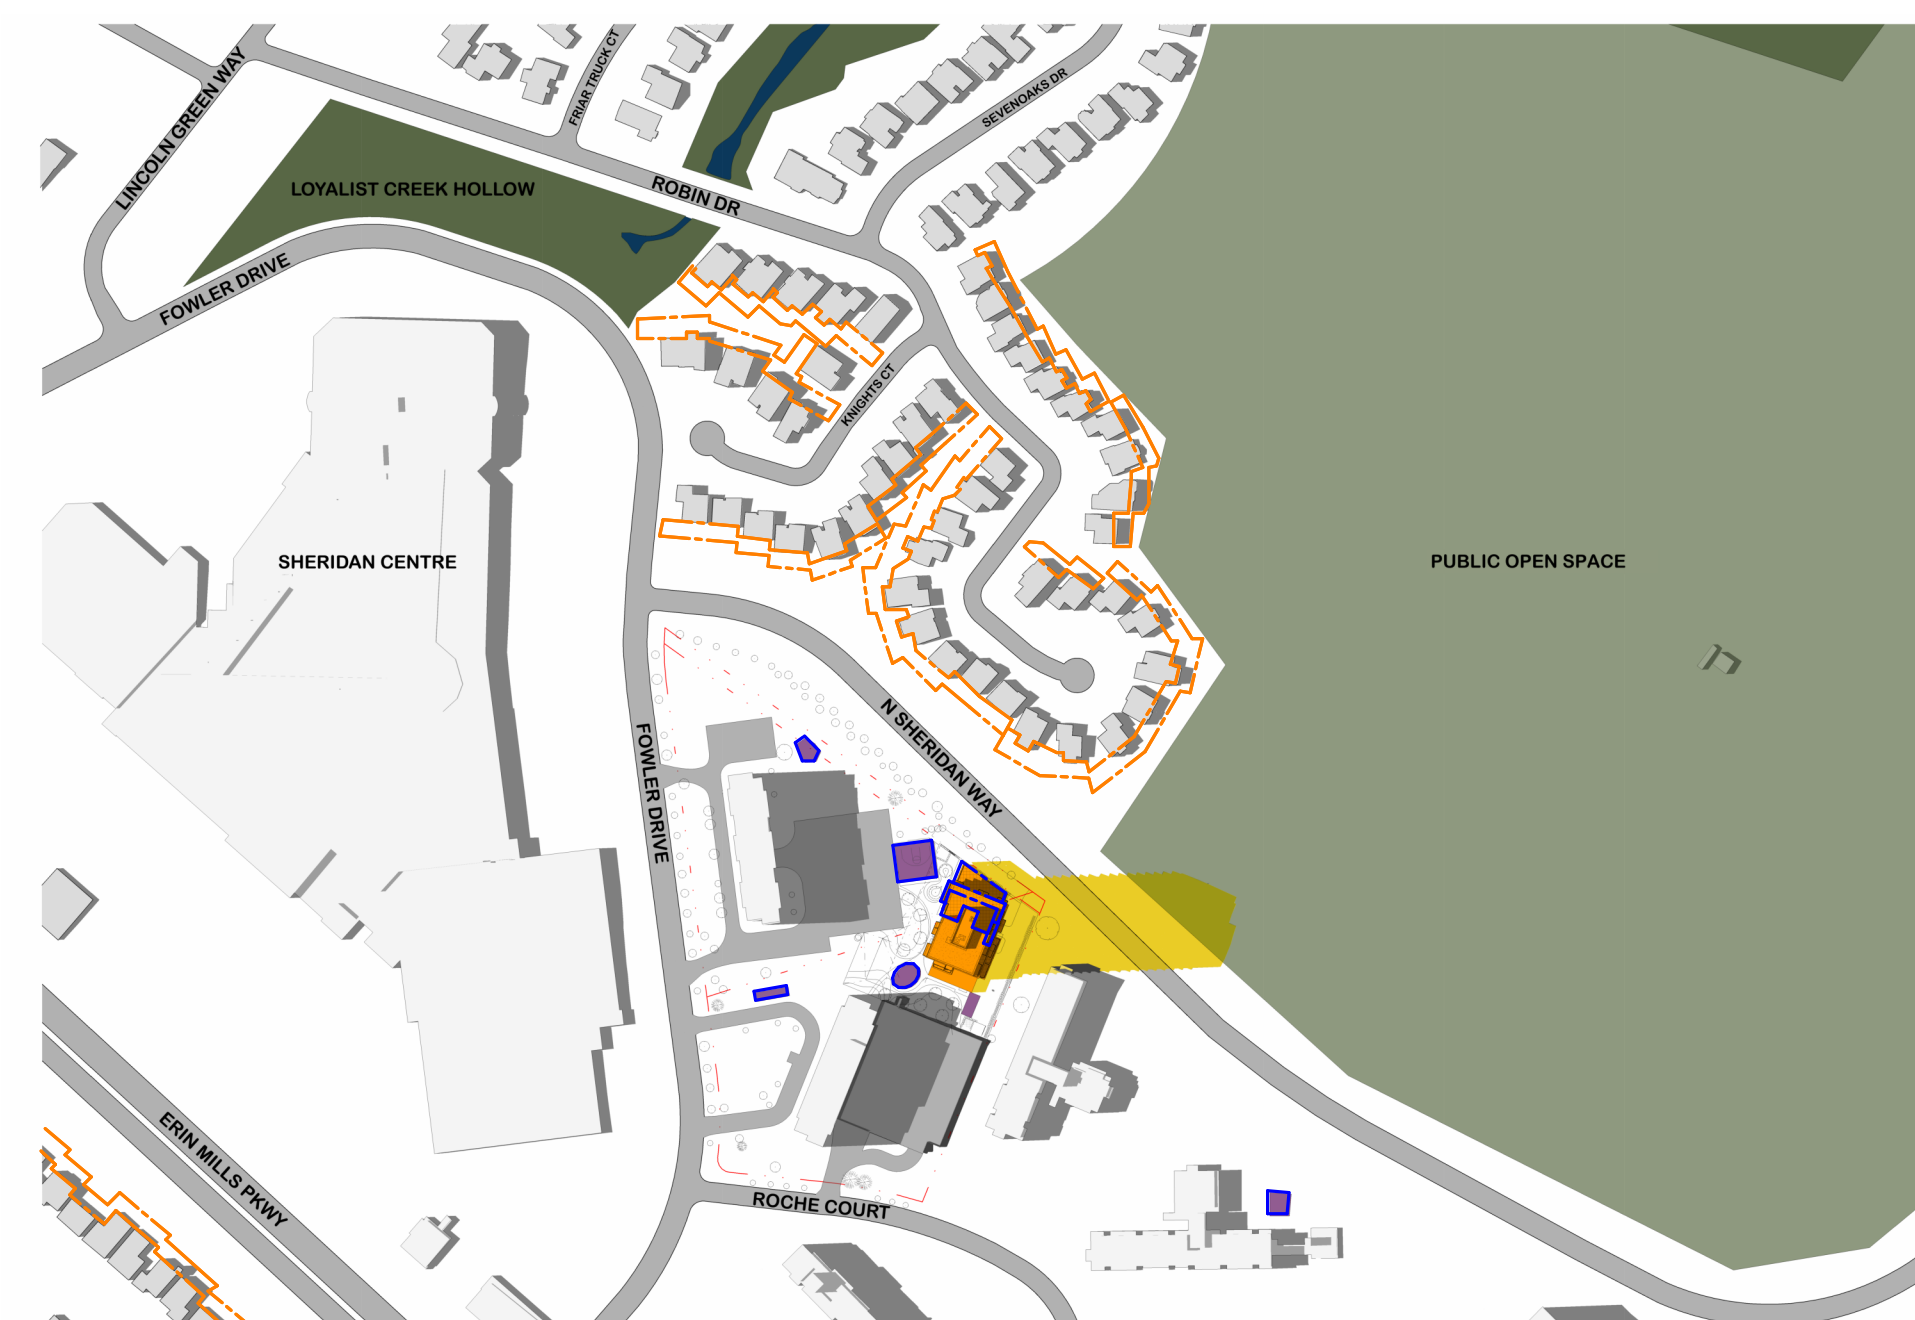 FRIAR TRUCK CT
LINCOLN GREEN WAY
SEVENOAKS DR
LOYALIST CREEK HOLLOW
ROBIN DR
FOWLER DRIVE
KNIGHTS CT
SHERIDAN CENTRE
PUBLIC OPEN SPACE
N SHERIDAN WAY
FOWLER DRIVE
ERIN MILLS PKWY
ROCHE COURT